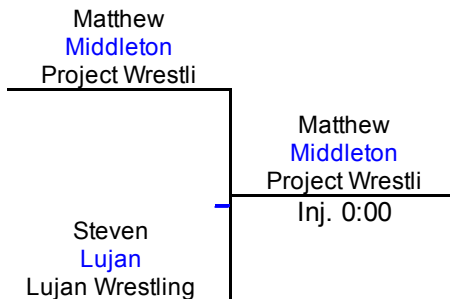 Matthew
Middleton
Project Wrestli
Matthew
Middleton
Project Wrestli
Inj. 0:00
Steven
Lujan
Lujan Wrestling